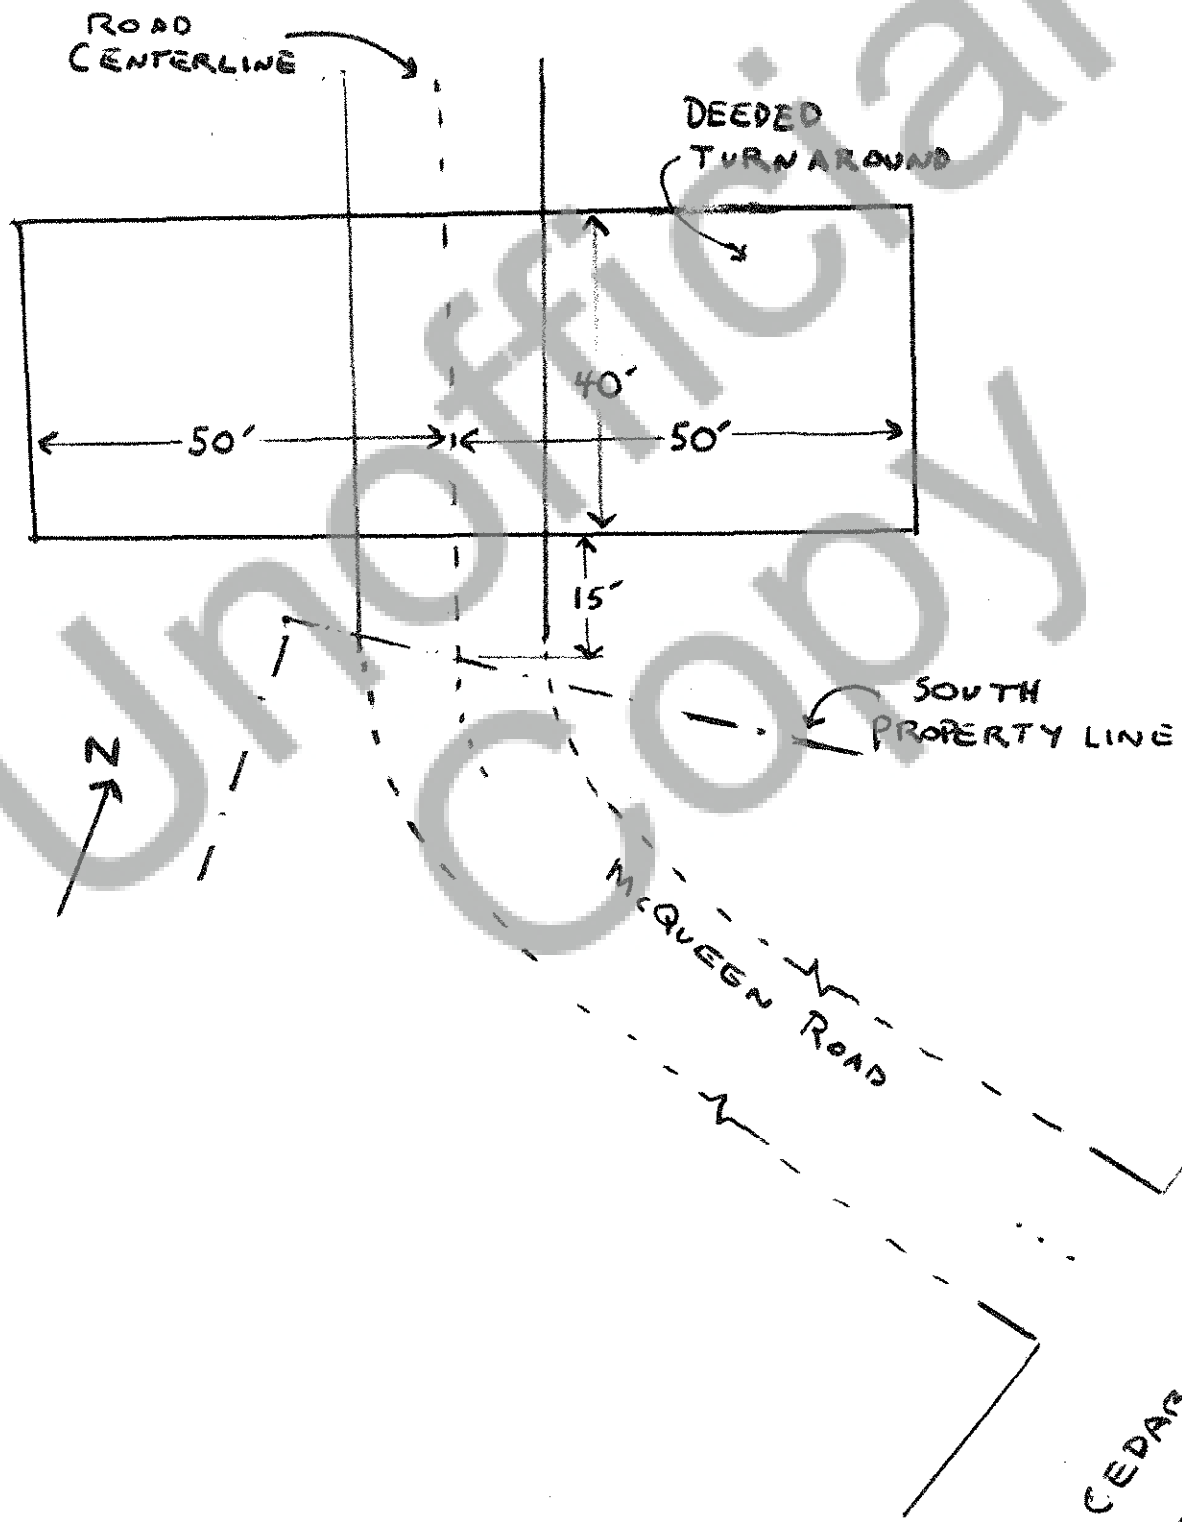 ROAD
CENTERLINE
DEEDED
TURNAROUND
40'
50'
50'
15'
SOUTH
PROPERTY LINE
N
McQUEEN ROAD
CEDAR
Unofficial
Copy